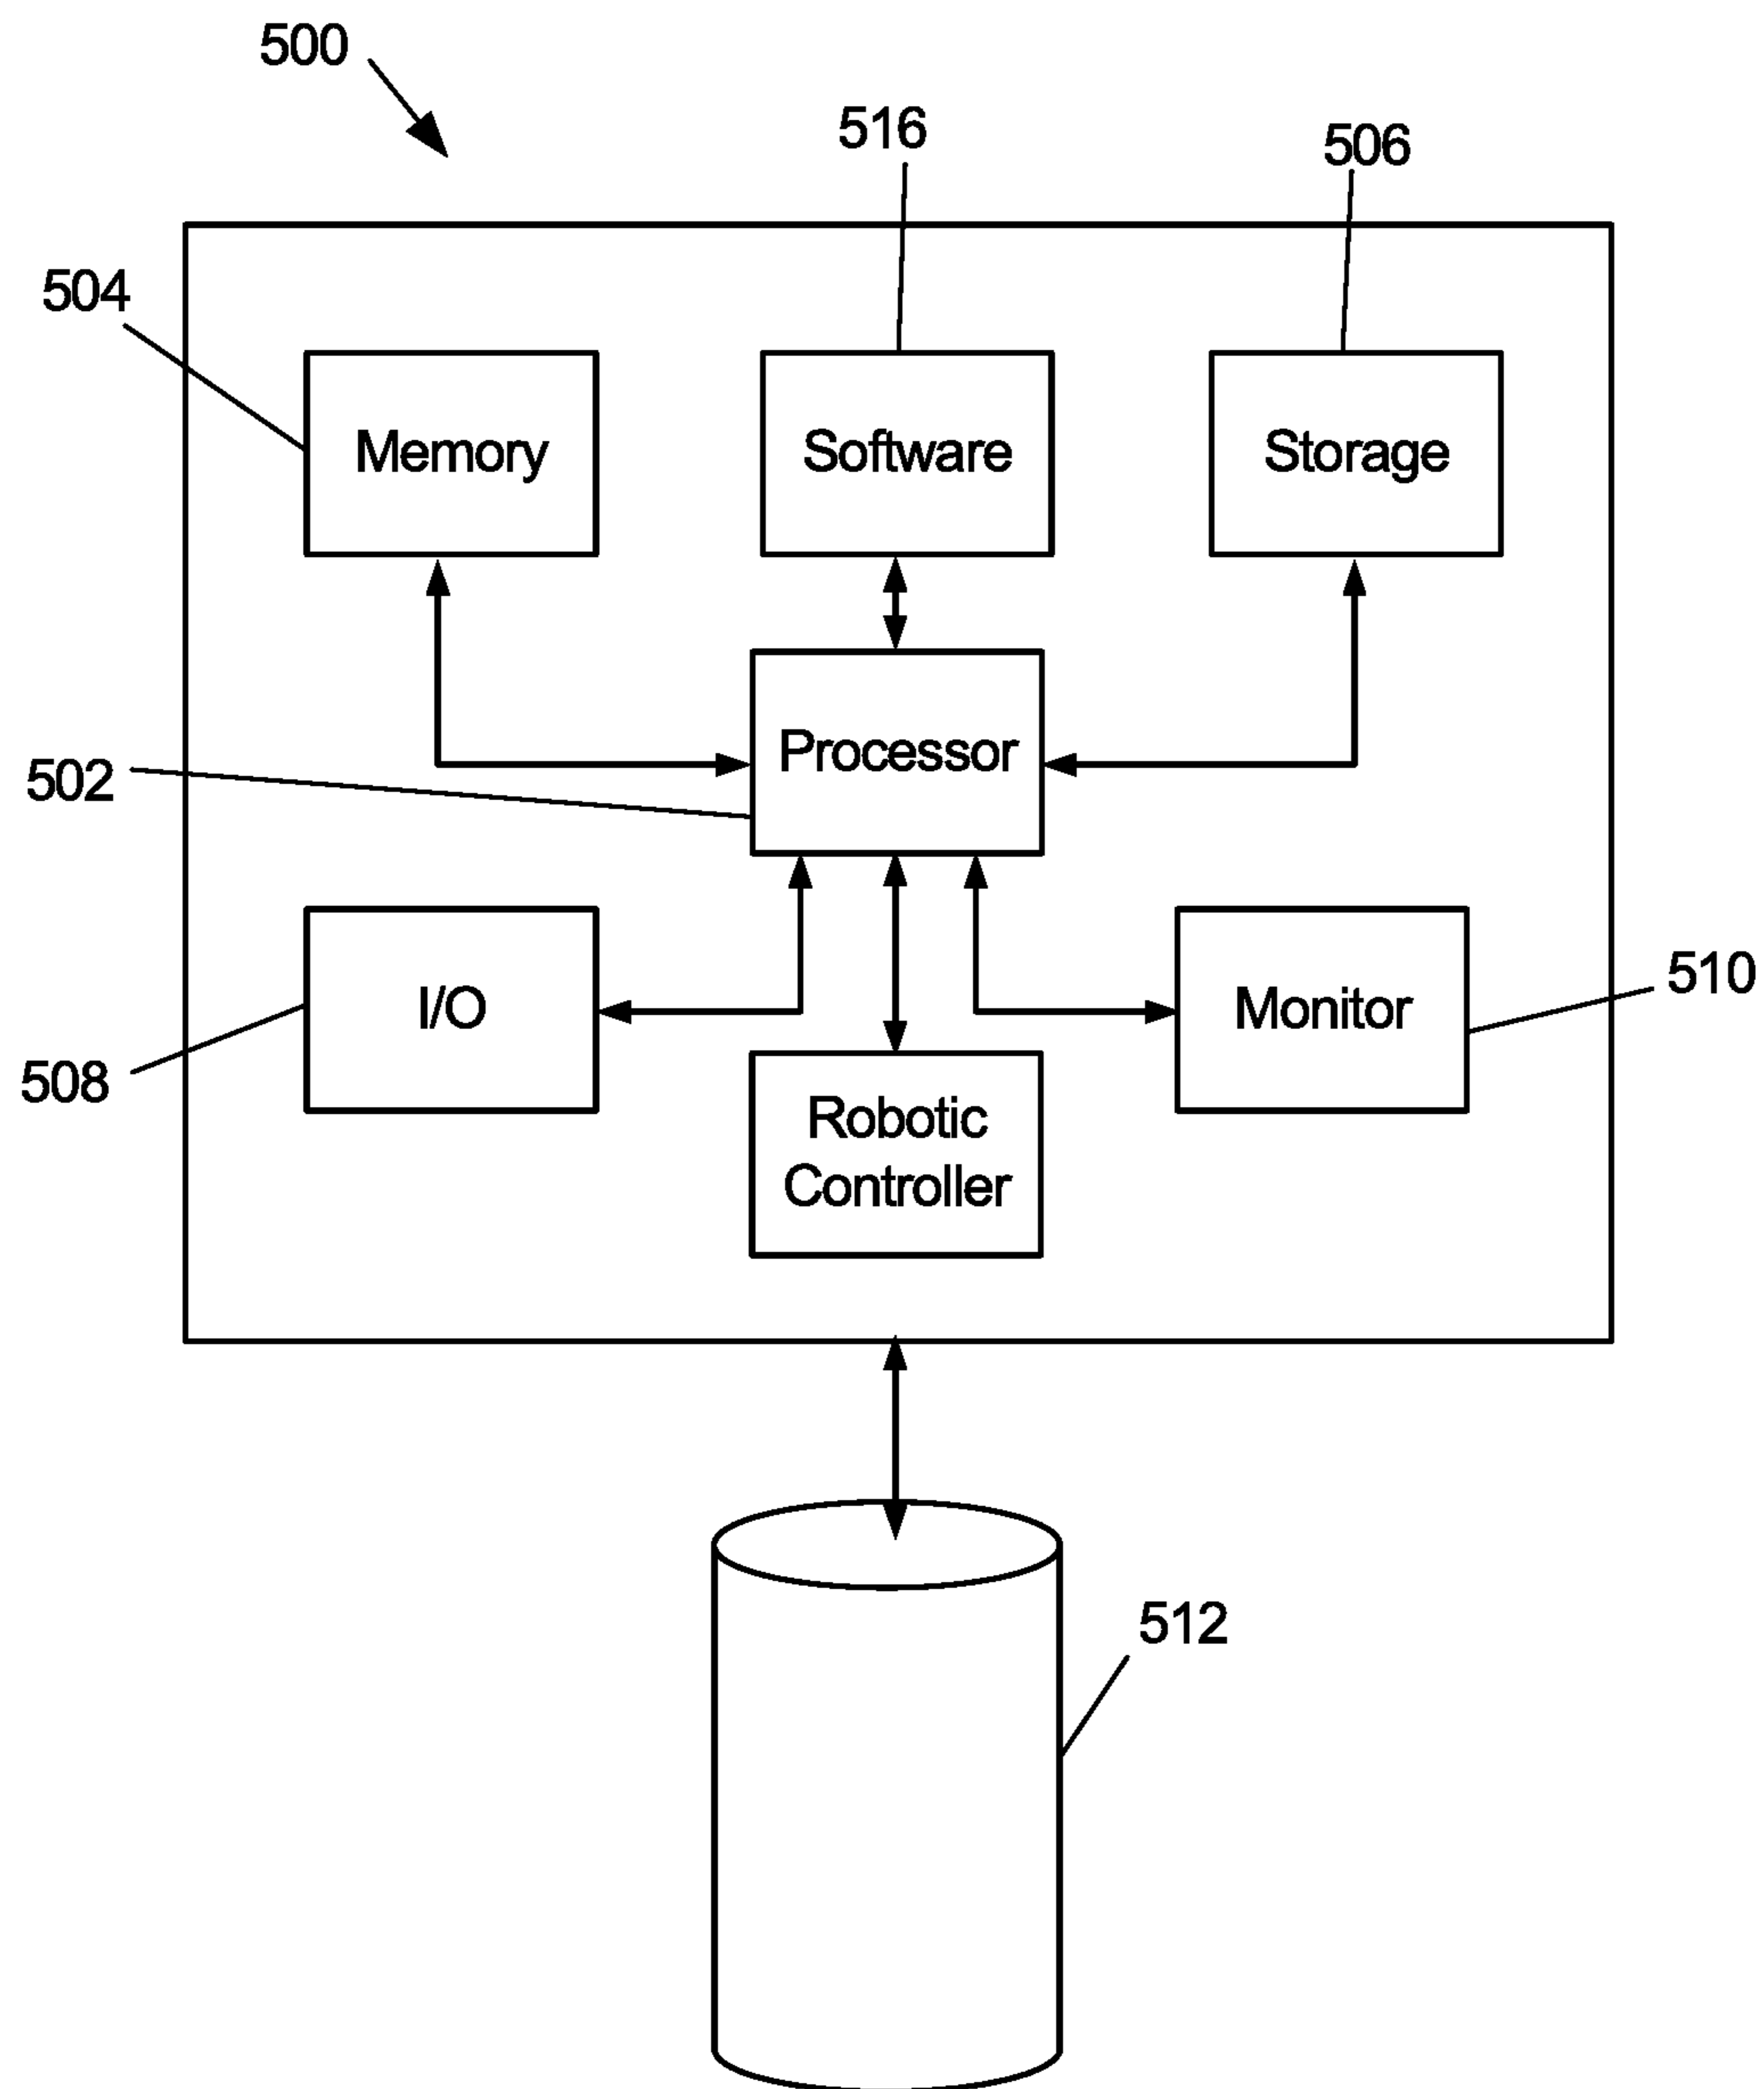 500
516
506
504
Memory
Software
Storage
Processor
502
I/O
Monitor
510
508
Robotic
Controller
512